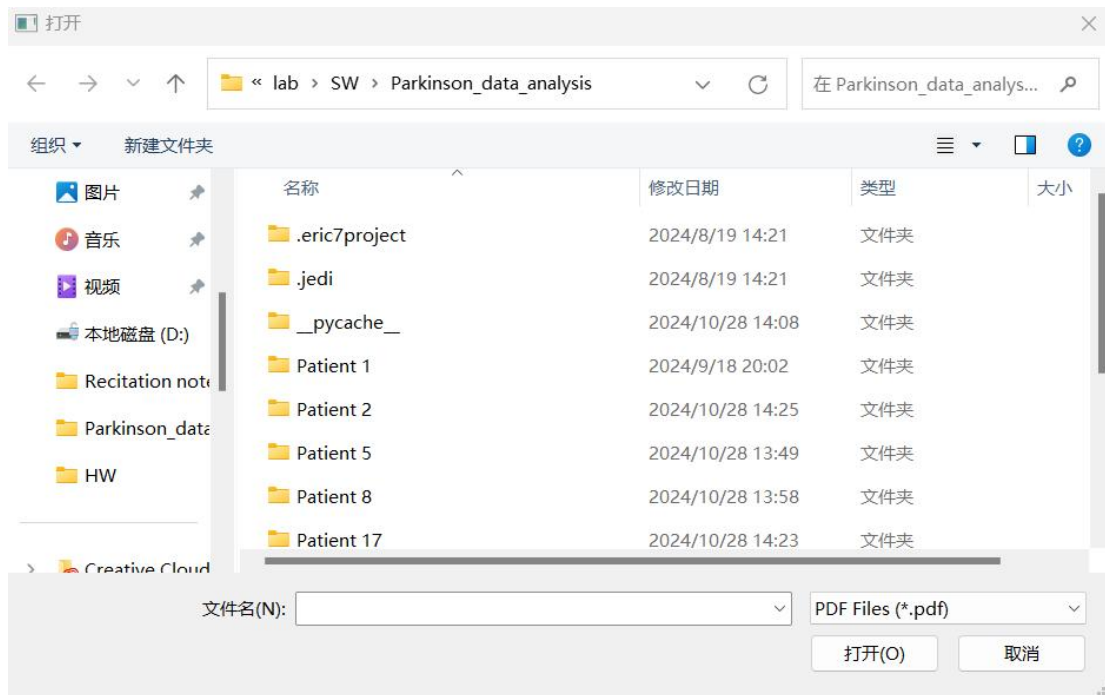 打开
« lab › SW › Parkinson_data_analysis
在 Parkinson_data_analys...
组织
新建文件夹
名称 修改日期 类型 大小
图片
音乐
视频
本地磁盘 (D:)
Recitation note
Parkinson_data
HW
Creative Cloud
.eric7project 2024/8/19 14:21 文件夹
.jedi 2024/8/19 14:21 文件夹
__pycache__ 2024/10/28 14:08 文件夹
Patient 1 2024/9/18 20:02 文件夹
Patient 2 2024/10/28 14:25 文件夹
Patient 5 2024/10/28 13:49 文件夹
Patient 8 2024/10/28 13:58 文件夹
Patient 17 2024/10/28 14:23 文件夹
文件名(N):
PDF Files (*.pdf)
打开(O)
取消